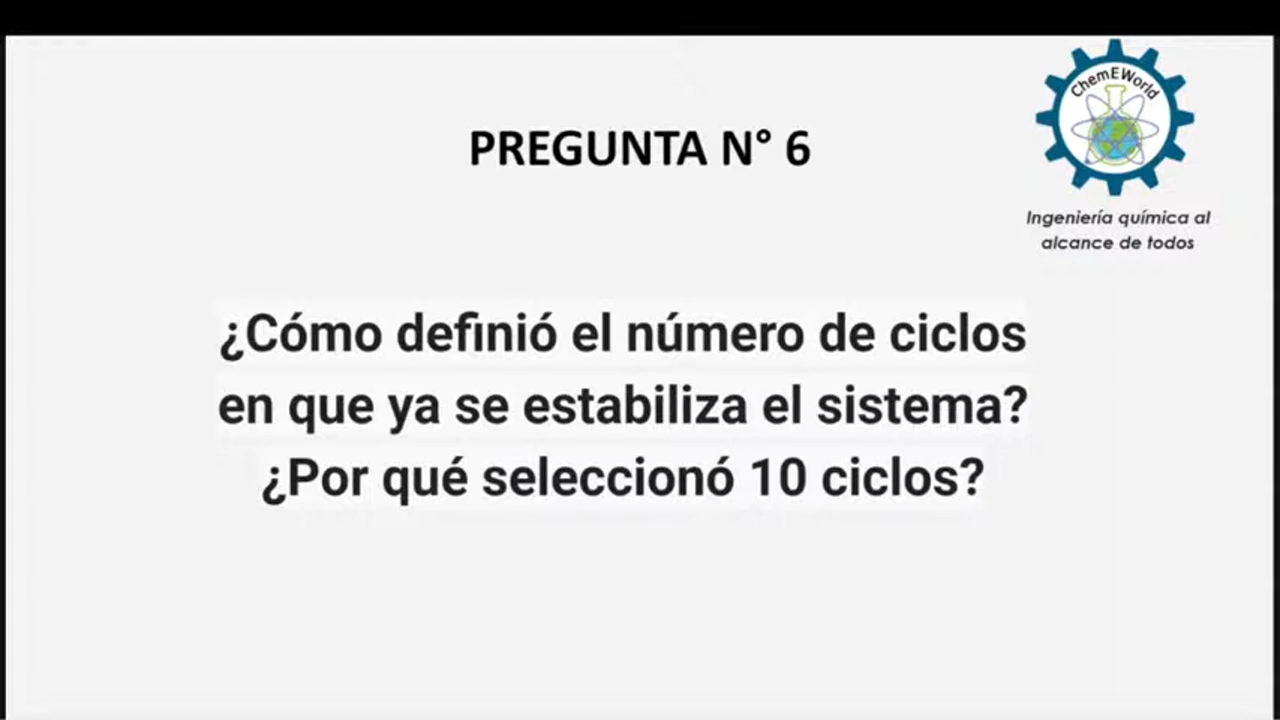 ChemEWorld
PREGUNTA N° 6
Ingeniería química al
alcance de todos
¿Cómo definió el número de ciclos
en que ya se estabiliza el sistema?
¿Por qué seleccionó 10 ciclos?